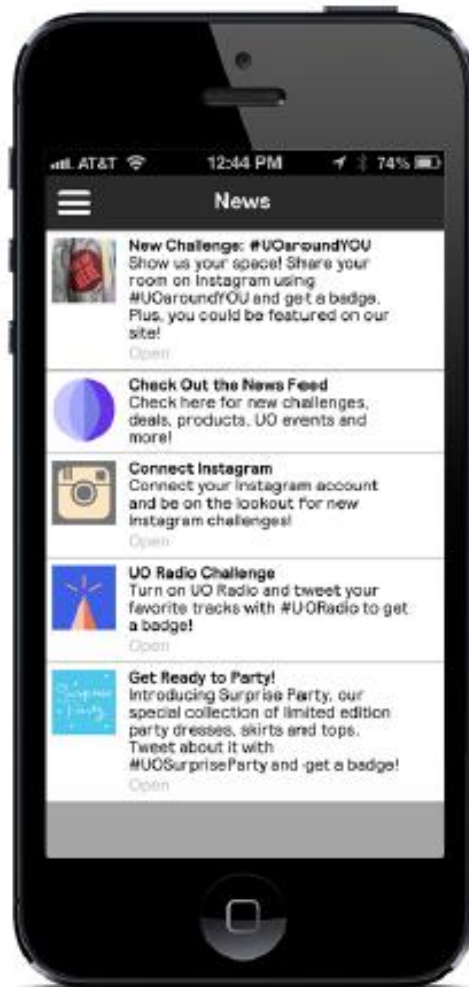 AT&T 12:44 PM 74%
News
New Challenge: #UOaroundYOU
Show us your space! Share your
room on Instagram using
#UOaroundYOU and get a badge.
Plus, you could be featured on our
site!
Open
Check Out the News Feed
Check here for new challenges,
deals, products, UO events and
more!
Connect Instagram
Connect your Instagram account
and be on the lookout for new
Instagram challenges!
Open
UO Radio Challenge
Turn on UO Radio and tweet your
favorite tracks with #UORadio to get
a badge!
Open
Surprise
Party
Get Ready to Party!
Introducing Surprise Party, our
special collection of limited edition
party dresses, skirts and tops.
Tweet about it with
#UOSurpriseParty and get a badge!
Open